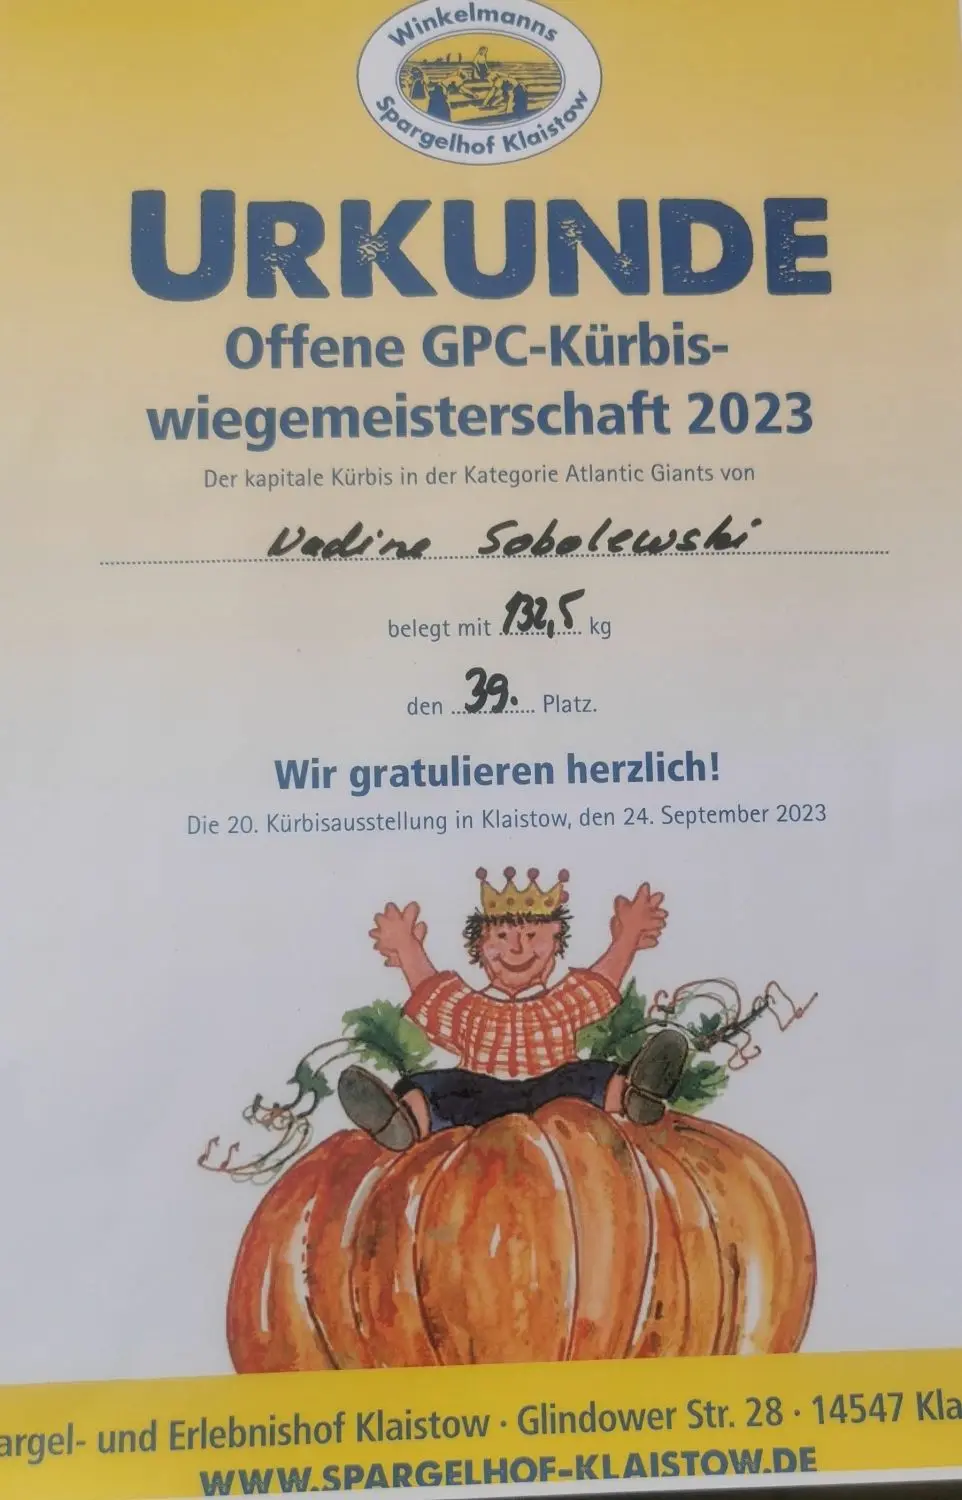 Winkelmanns
Spargelhof Klaistow
URKUNDE
Offene GPC-Kürbis-
wiegemeisterschaft 2023
Der kapitale Kürbis in der Kategorie Atlantic Giants von
Nadine Sobolewski
belegt mit 132,5 kg
den 39. Platz.
Wir gratulieren herzlich!
Die 20. Kürbisausstellung in Klaistow, den 24. September 2023
argel- und Erlebnishof Klaistow · Glindower Str. 28 · 14547 Kla
WWW.SPARGELHOF-KLAISTOW.DE